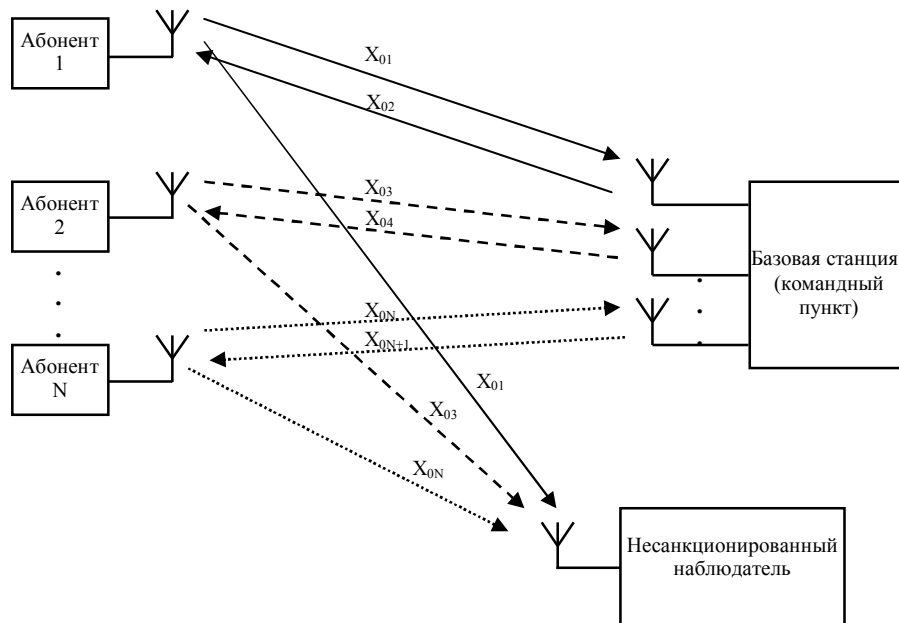 Абонент
1
X01
X02
Абонент
2
X03
X04
Базовая станция
(командный
пункт)
X0N
X0N+1
Абонент
N
X01
X03
X0N
Несанкционированный
наблюдатель